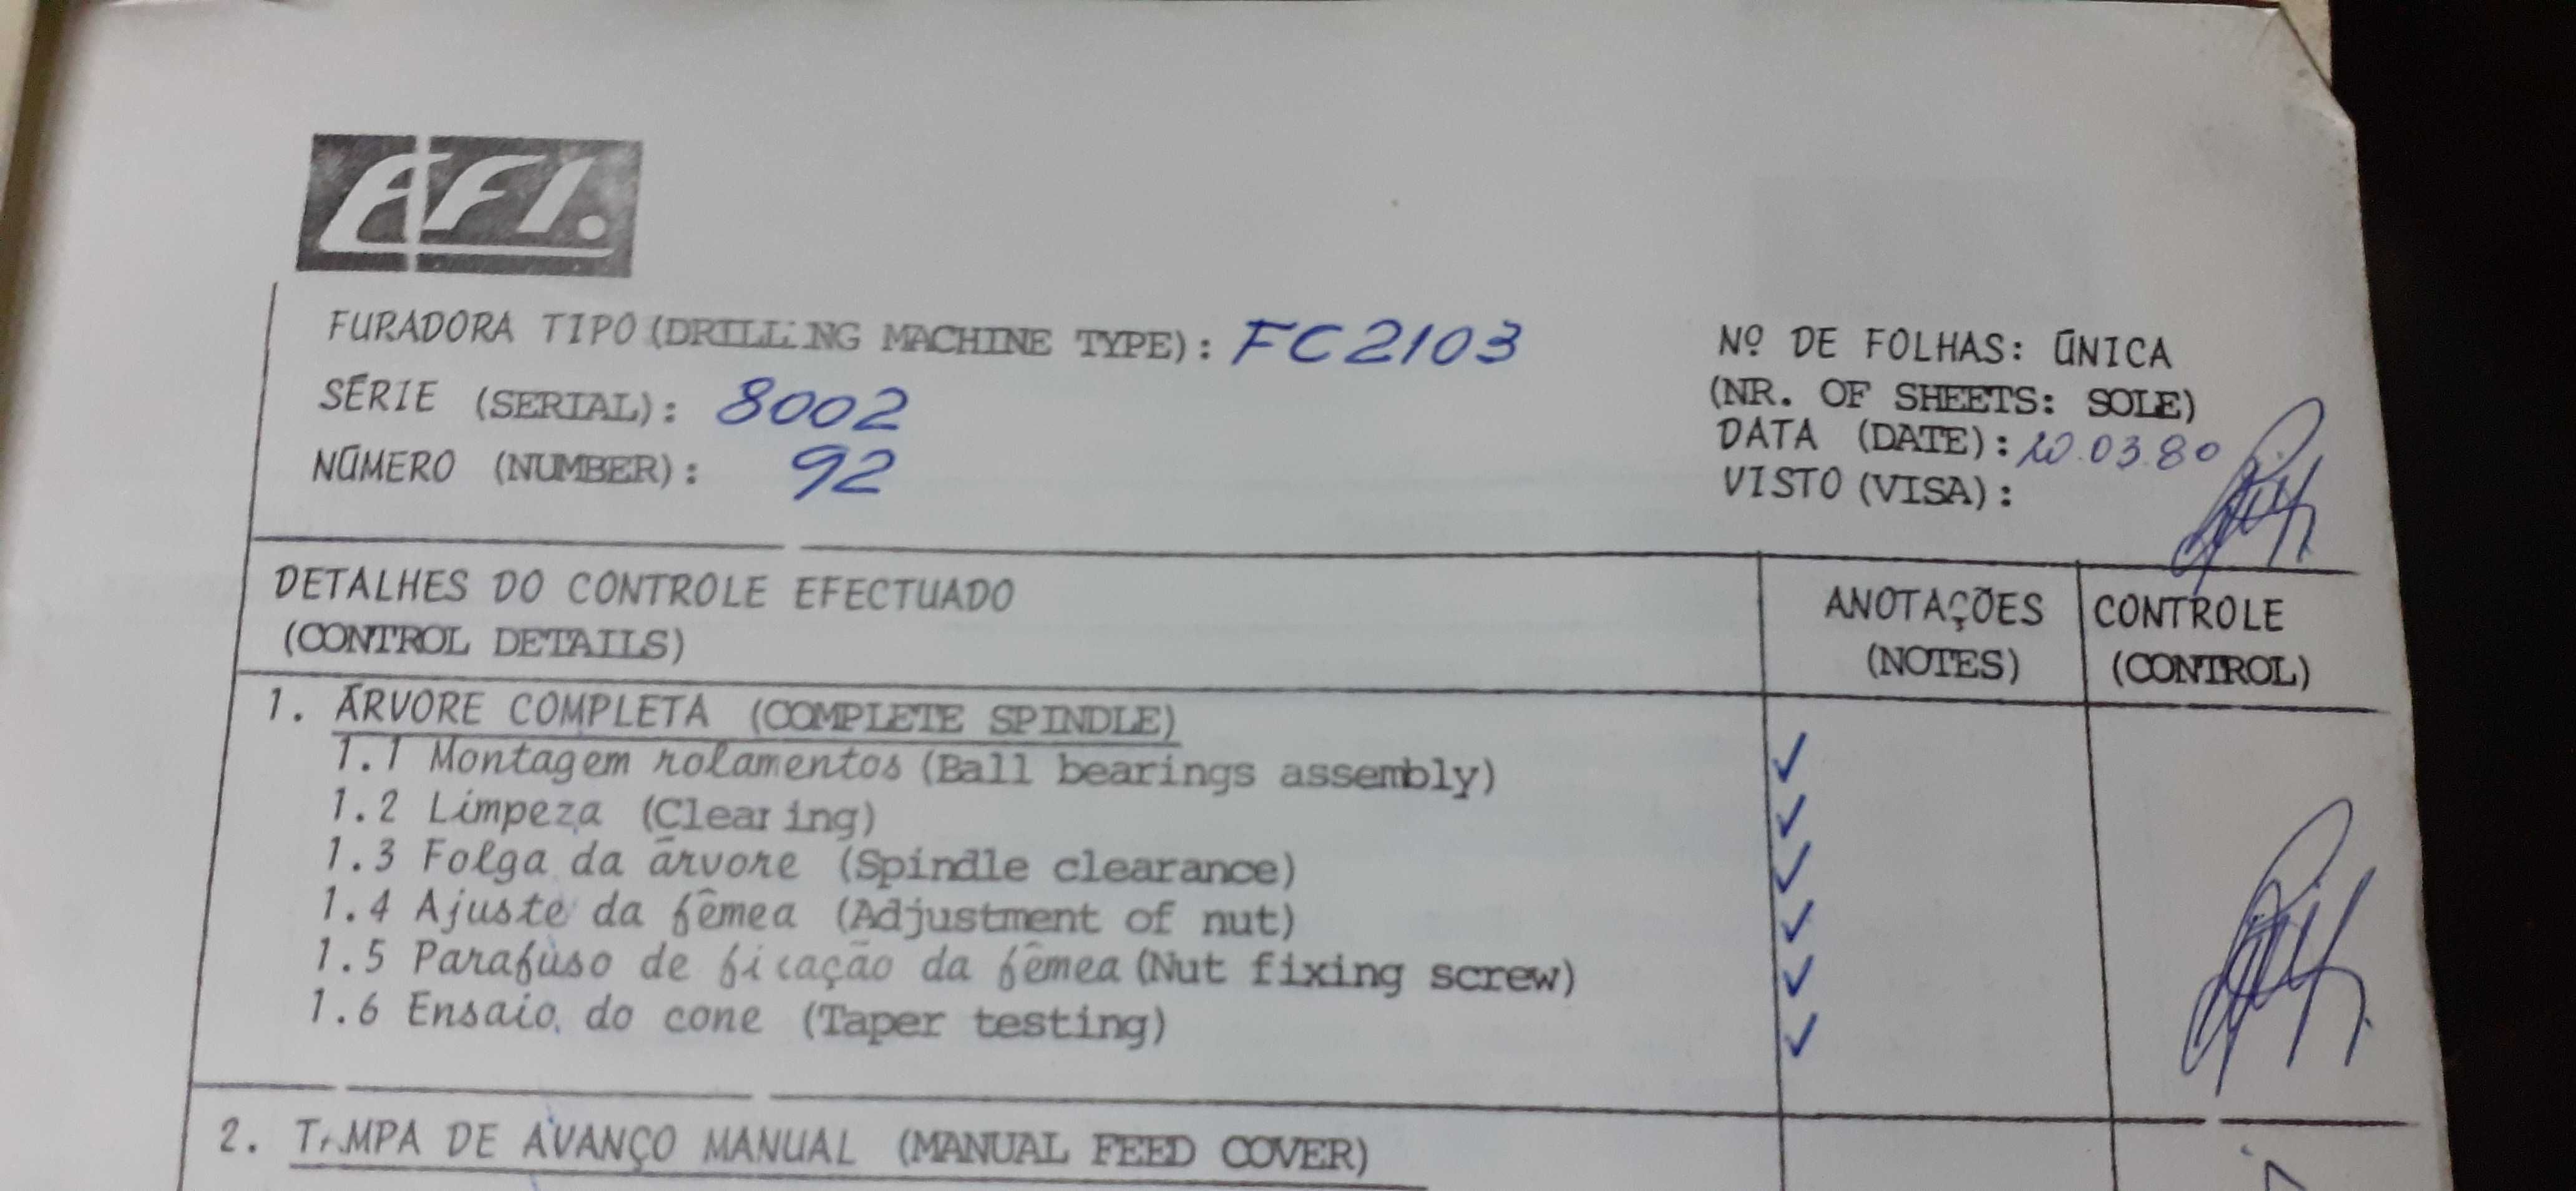 EFI.
FURADORA TIPO (DRILLING MACHINE TYPE): FC2103
SÉRIE (SERIAL): 8002
NÚMERO (NUMBER): 92
Nº DE FOLHAS: ÚNICA
(NR. OF SHEETS: SOLE)
DATA (DATE): 20.03.80
VISTO (VISA):
DETALHES DO CONTROLE EFECTUADO
(CONTROL DETAILS)
ANOTAÇÕES
(NOTES)
CONTROLE
(CONTROL)
1. ÁRVORE COMPLETA (COMPLETE SPINDLE)
1.1 Montagem rolamentos (Ball bearings assembly) ✓
1.2 Limpeza (Clearing) ✓
1.3 Folga da árvore (Spindle clearance) ✓
1.4 Ajuste da fêmea (Adjustment of nut) ✓
1.5 Parafuso de ficação da fêmea (Nut fixing screw) ✓
1.6 Ensaio do cone (Taper testing) ✓
2. TAMPA DE AVANÇO MANUAL (MANUAL FEED COVER)